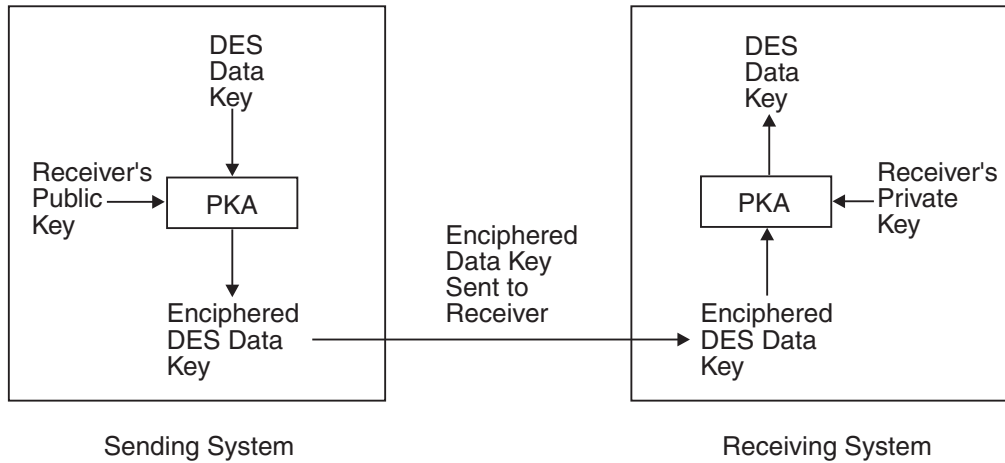 DES
Data
Key
Receiver's
Public
Key
PKA
Enciphered
DES Data
Key
Enciphered
Data Key
Sent to
Receiver
DES
Data
Key
PKA
Receiver's
Private
Key
Enciphered
DES Data
Key
Sending System
Receiving System